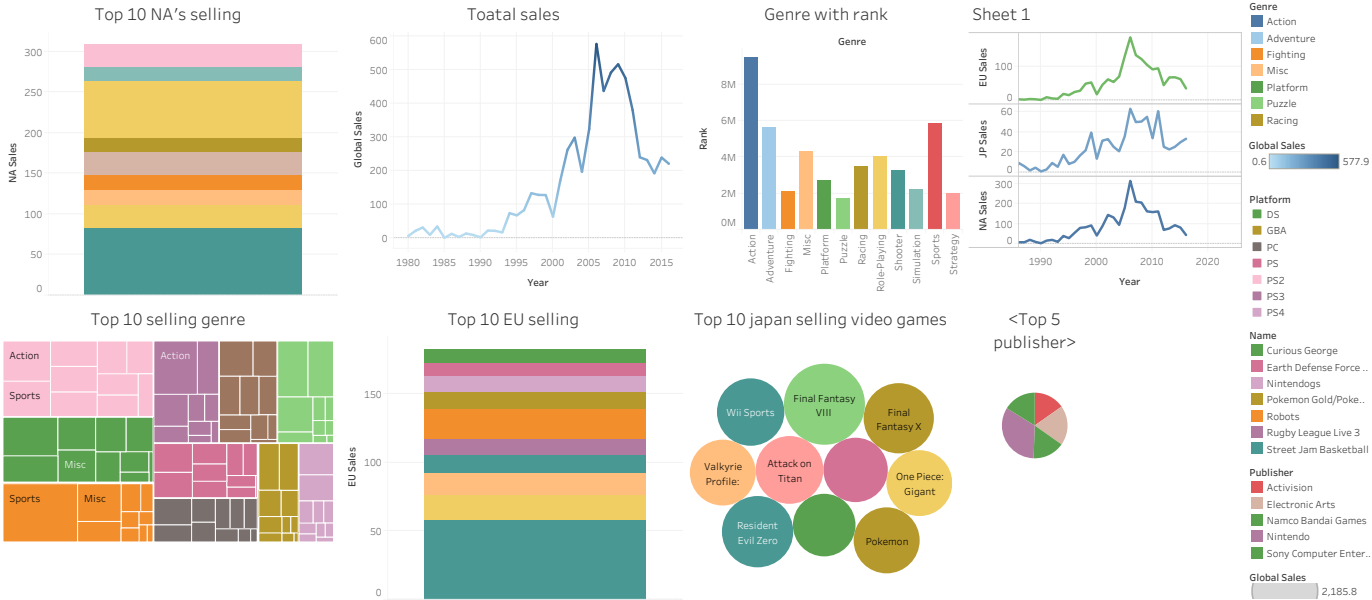 Top 10 NA's selling
NA Sales
300
250
200
150
100
50
0
Toatal sales
Global Sales
600
500
400
300
200
100
0
1980
1985
1990
1995
2000
2005
2010
2015
Year
Genre with rank
Genre
Rank
8M
6M
4M
2M
0M
Action
Adventure
Fighting
Misc
Platform
Puzzle
Racing
Role-Playing
Shooter
Simulation
Sports
Strategy
Sheet 1
EU Sales
100
0
JP Sales
60
40
20
0
NA Sales
300
200
100
0
1990
2000
2010
2020
Year
Top 10 selling genre
Action
Sports
Misc
Sports
Misc
Action
Top 10 EU selling
EU Sales
150
100
50
0
Top 10 japan selling video games
Wii Sports
Final Fantasy
VIII
Final
Fantasy X
Valkyrie
Profile:
Attack on
Titan
One Piece:
Gigant
Resident
Evil Zero
Pokemon
<Top 5
publisher>
Genre
Action
Adventure
Fighting
Misc
Platform
Puzzle
Racing
Global Sales
0.6
577.9
Platform
DS
GBA
PC
PS
PS2
PS3
PS4
Name
Curious George
Earth Defense Force ..
Nintendogs
Pokemon Gold/Poke..
Robots
Rugby League Live 3
Street Jam Basketball
Publisher
Activision
Electronic Arts
Namco Bandai Games
Nintendo
Sony Computer Enter..
Global Sales
2,185.8